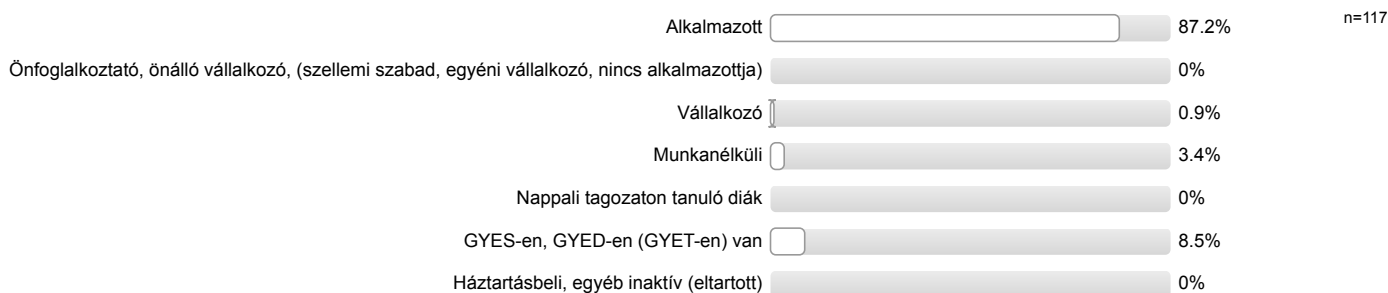 Alkalmazott 87.2% n=117
Önfoglalkoztató, önálló vállalkozó, (szellemi szabad, egyéni vállalkozó, nincs alkalmazottja) 0%
Vállalkozó 0.9%
Munkanélküli 3.4%
Nappali tagozaton tanuló diák 0%
GYES-en, GYED-en (GYET-en) van 8.5%
Háztartásbeli, egyéb inaktív (eltartott) 0%